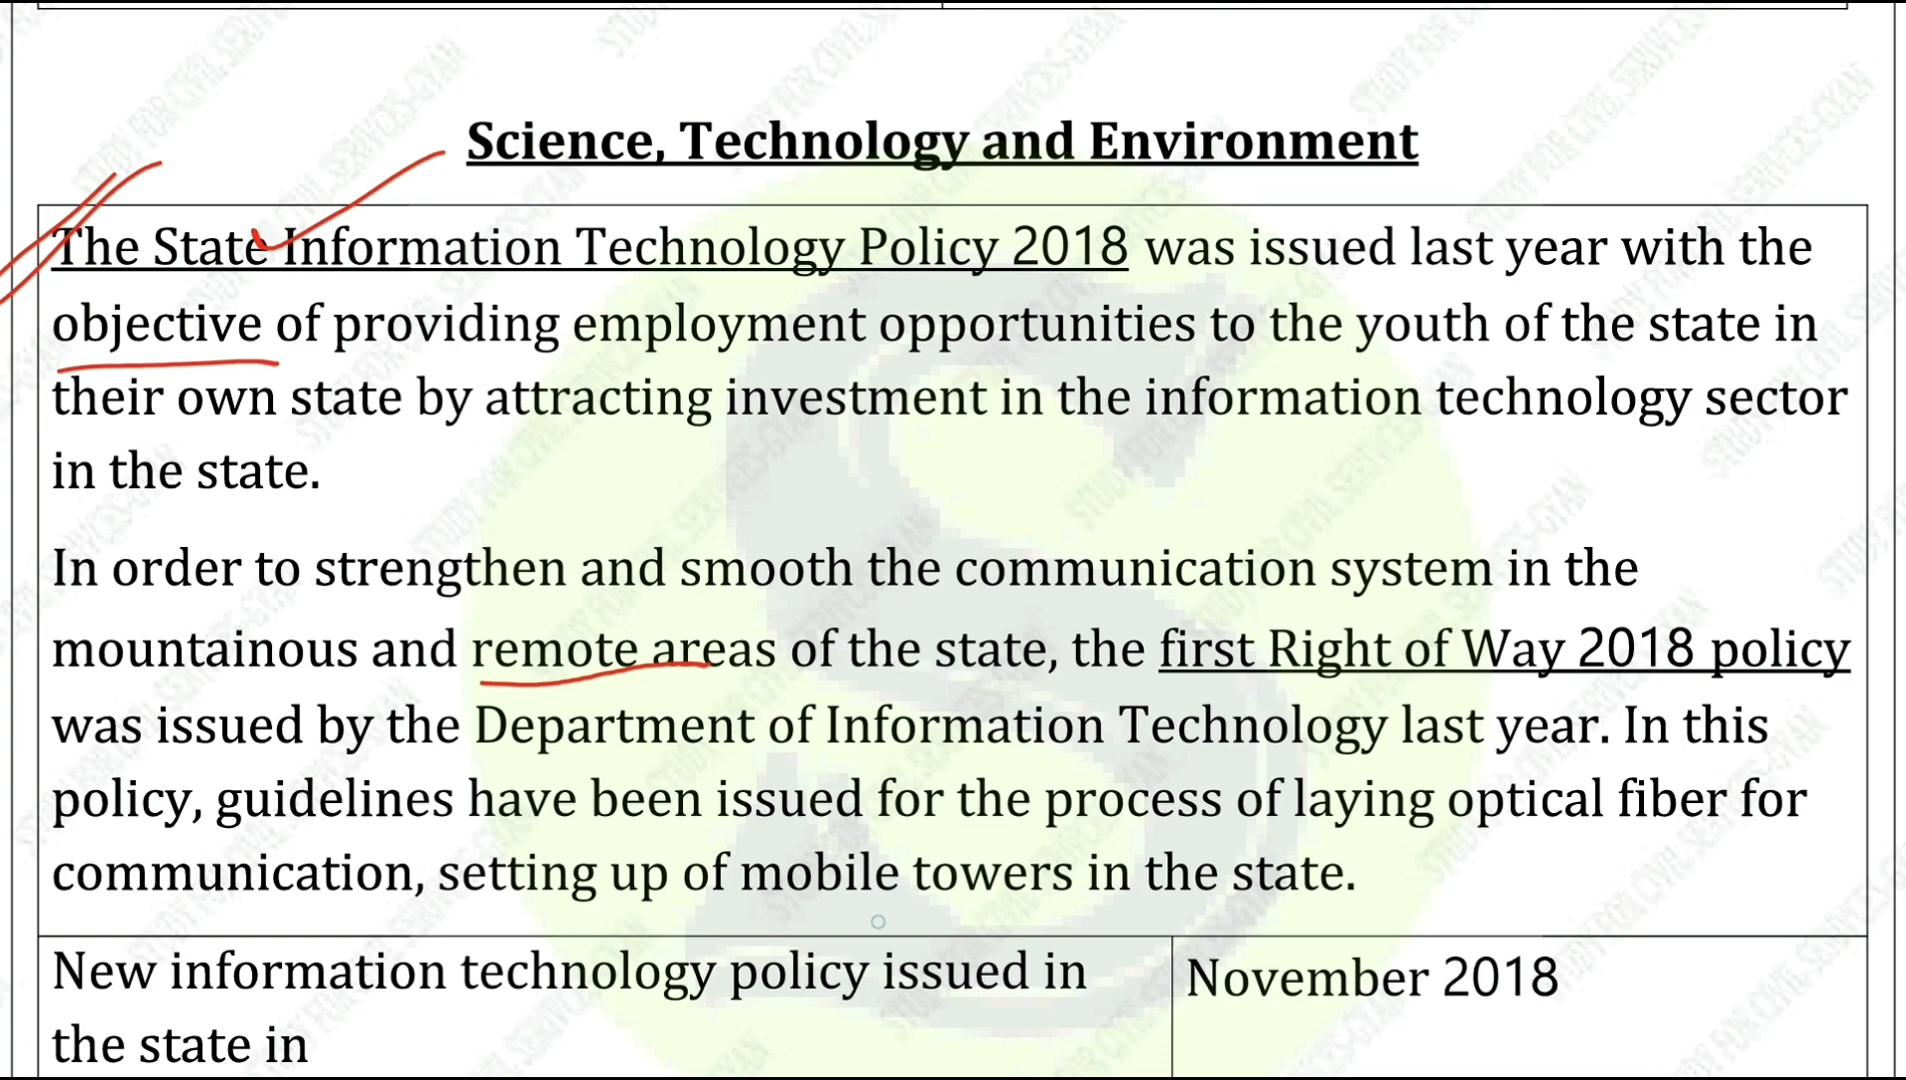 Science, Technology and Environment
The State Information Technology Policy 2018 was issued last year with the
objective of providing employment opportunities to the youth of the state in
their own state by attracting investment in the information technology sector
in the state.
In order to strengthen and smooth the communication system in the
mountainous and remote areas of the state, the first Right of Way 2018 policy
was issued by the Department of Information Technology last year. In this
policy, guidelines have been issued for the process of laying optical fiber for
communication, setting up of mobile towers in the state.
New information technology policy issued in
the state in
November 2018
STUDY FOR CIVIL SERVICES-GYAN